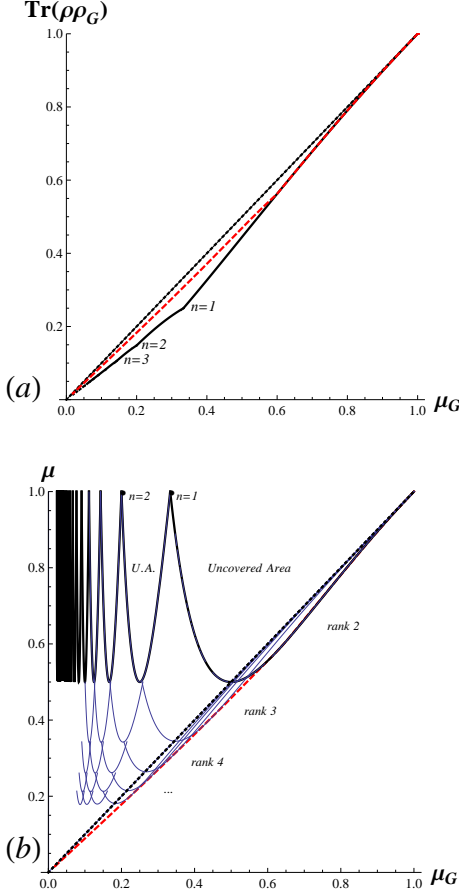 Tr(ρρ_G)
1.0
0.8
0.6
0.4
0.2
0.0
n=1
n=2
n=3
(a)
0.0 0.2 0.4 0.6 0.8 1.0
μ_G
μ
1.0
0.8
0.6
0.4
0.2
n=2
n=1
U.A.
Uncovered Area
rank 2
rank 3
rank 4
...
(b)
0.0 0.2 0.4 0.6 0.8 1.0
μ_G